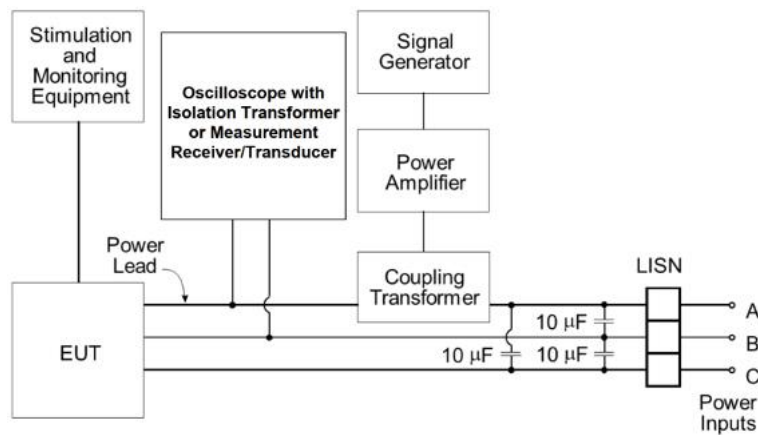 Stimulation
and
Monitoring
Equipment
Oscilloscope with
Isolation Transformer
or Measurement
Receiver/Transducer
Signal
Generator
Power
Amplifier
Power
Lead
Coupling
Transformer
LISN
EUT
10 µF
10 µF
10 µF
A
B
C
Power
Inputs